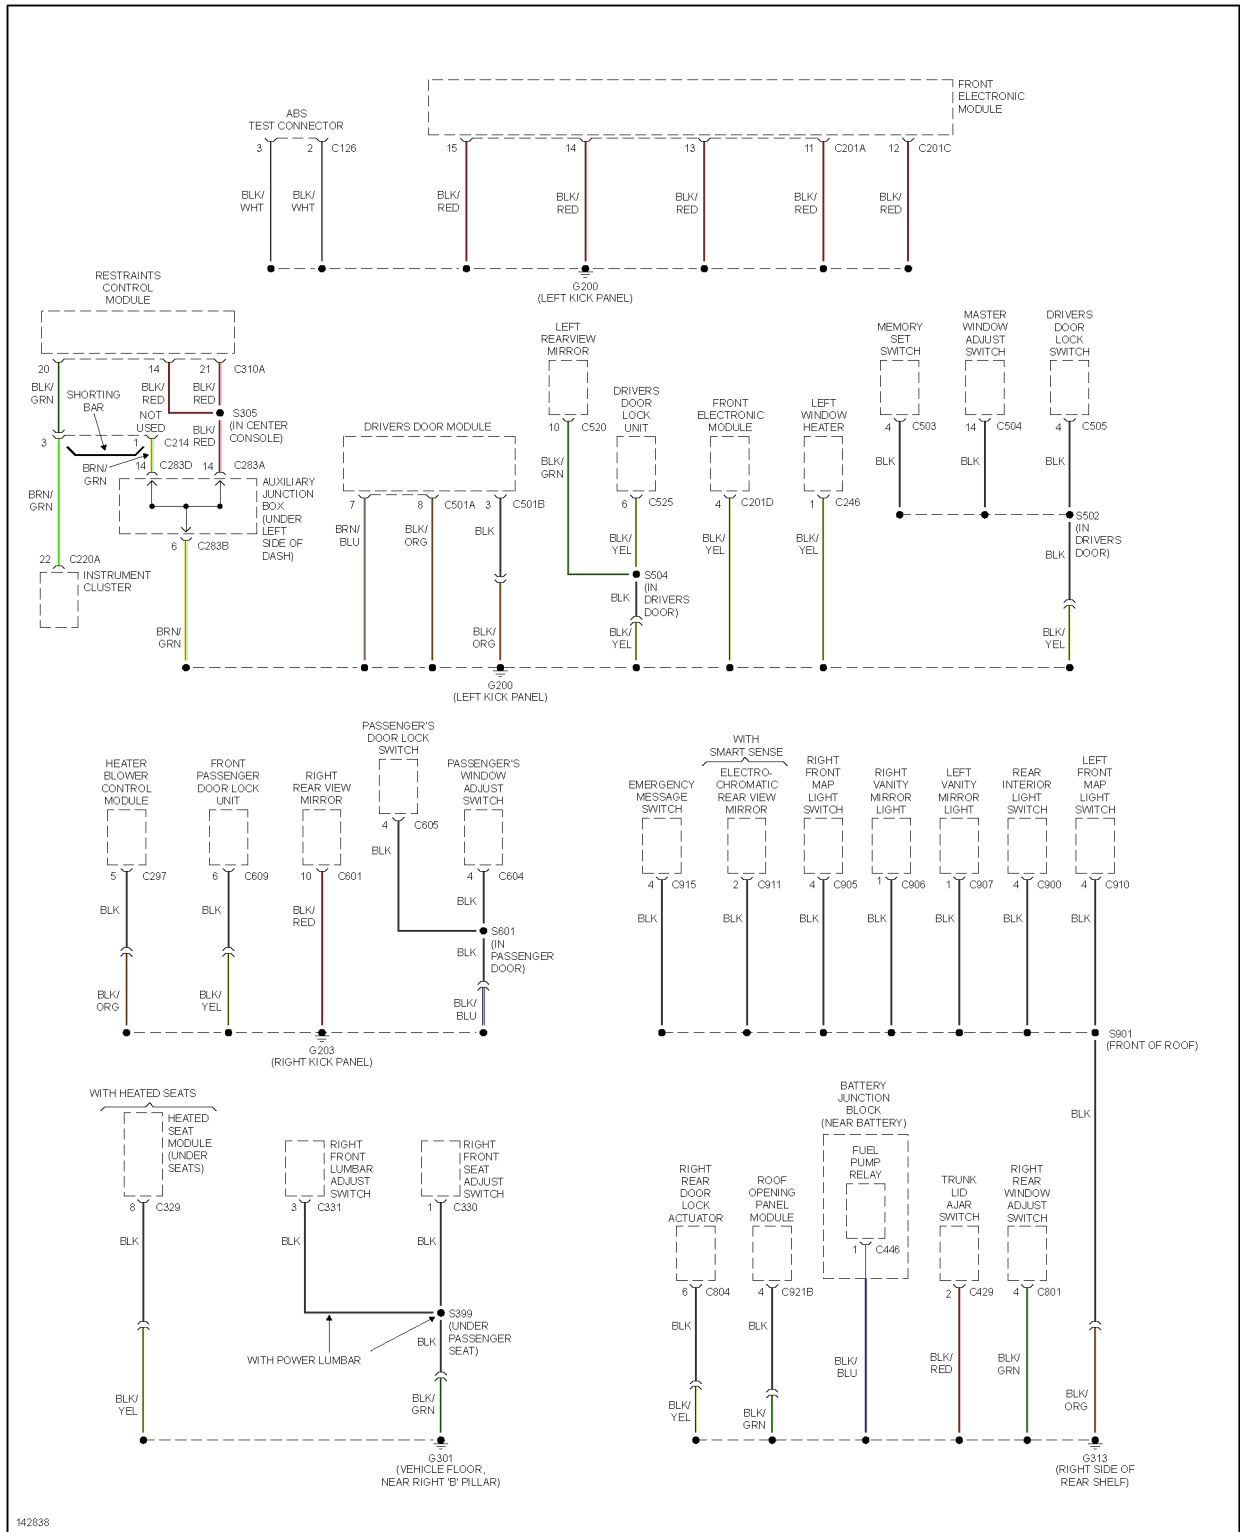 FRONT
ELECTRONIC
MODULE
ABS
TEST CONNECTOR
3
2
C126
15
14
13
11
C201A
12
C201C
BLK/
WHT
BLK/
WHT
BLK/
RED
BLK/
RED
BLK/
RED
BLK/
RED
BLK/
RED
G200
(LEFT KICK PANEL)
RESTRAINTS
CONTROL
MODULE
20
14
21
C310A
BLK/
GRN
BLK/
RED
BLK/
RED
SHORTING
BAR
NOT
USED
S305
(IN CENTER
CONSOLE)
BLK/
RED
3
1
C214
BRN/
GRN
14
C283D
14
C283A
AUXILIARY
JUNCTION
BOX
(UNDER
LEFT
SIDE OF
DASH)
BRN/
GRN
6
C283B
22
C220A
INSTRUMENT
CLUSTER
BRN/
GRN
DRIVERS DOOR MODULE
7
8
C501A
3
C501B
BRN/
BLU
BLK/
ORG
BLK
BLK/
ORG
LEFT
REARVIEW
MIRROR
10
C520
BLK/
GRN
DRIVERS
DOOR
LOCK
UNIT
6
C525
BLK/
YEL
S504
(IN
DRIVERS
DOOR)
BLK
BLK/
YEL
FRONT
ELECTRONIC
MODULE
4
C201D
BLK/
YEL
LEFT
WINDOW
HEATER
1
C246
BLK/
YEL
MEMORY
SET
SWITCH
4
C503
BLK
MASTER
WINDOW
ADJUST
SWITCH
14
C504
BLK
DRIVERS
DOOR
LOCK
SWITCH
4
C505
BLK
S502
(IN
DRIVERS
DOOR)
BLK
BLK/
YEL
G200
(LEFT KICK PANEL)
HEATER
BLOWER
CONTROL
MODULE
5
C297
BLK
BLK/
ORG
FRONT
PASSENGER
DOOR LOCK
UNIT
6
C609
BLK
BLK/
YEL
RIGHT
REAR VIEW
MIRROR
10
C601
BLK/
RED
PASSENGER'S
DOOR LOCK
SWITCH
4
C605
BLK
PASSENGER'S
WINDOW
ADJUST
SWITCH
4
C604
BLK
S601
(IN
PASSENGER
DOOR)
BLK
BLK/
BLU
G203
(RIGHT KICK PANEL)
EMERGENCY
MESSAGE
SWITCH
4
C915
BLK
WITH
SMART SENSE
ELECTRO-
CHROMATIC
REAR VIEW
MIRROR
2
C911
BLK
RIGHT
FRONT
MAP
LIGHT
SWITCH
4
C905
BLK
RIGHT
VANITY
MIRROR
LIGHT
1
C906
BLK
LEFT
VANITY
MIRROR
LIGHT
1
C907
BLK
REAR
INTERIOR
LIGHT
SWITCH
4
C900
BLK
LEFT
FRONT
MAP
LIGHT
SWITCH
4
C910
BLK
S901
(FRONT OF ROOF)
BLK
WITH HEATED SEATS
HEATED
SEAT
MODULE
(UNDER
SEATS)
8
C329
BLK
BLK/
YEL
RIGHT
FRONT
LUMBAR
ADJUST
SWITCH
3
C331
BLK
RIGHT
FRONT
SEAT
ADJUST
SWITCH
1
C330
BLK
S399
(UNDER
PASSENGER
SEAT)
BLK
WITH POWER LUMBAR
BLK/
GRN
G301
(VEHICLE FLOOR,
NEAR RIGHT 'B' PILLAR)
RIGHT
REAR
DOOR
LOCK
ACTUATOR
6
C804
BLK
BLK/
YEL
ROOF
OPENING
PANEL
MODULE
4
C921B
BLK
BLK/
GRN
BATTERY
JUNCTION
BLOCK
(NEAR BATTERY)
FUEL
PUMP
RELAY
1
C446
BLK/
BLU
TRUNK
LID
AJAR
SWITCH
2
C429
BLK/
RED
RIGHT
REAR
WINDOW
ADJUST
SWITCH
4
C801
BLK/
GRN
BLK/
ORG
G313
(RIGHT SIDE OF
REAR SHELF)
142838